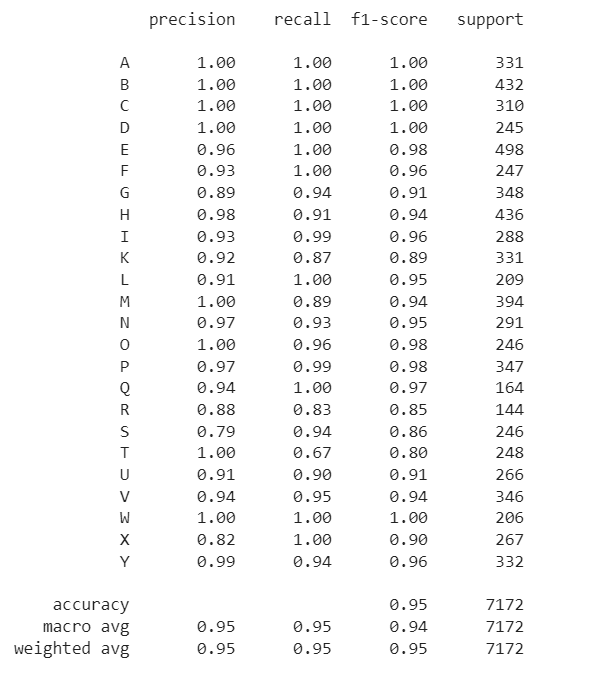 precision recall f1-score support
A 1.00 1.00 1.00 331
B 1.00 1.00 1.00 432
C 1.00 1.00 1.00 310
D 1.00 1.00 1.00 245
E 0.96 1.00 0.98 498
F 0.93 1.00 0.96 247
G 0.89 0.94 0.91 348
H 0.98 0.91 0.94 436
I 0.93 0.99 0.96 288
K 0.92 0.87 0.89 331
L 0.91 1.00 0.95 209
M 1.00 0.89 0.94 394
N 0.97 0.93 0.95 291
O 1.00 0.96 0.98 246
P 0.97 0.99 0.98 347
Q 0.94 1.00 0.97 164
R 0.88 0.83 0.85 144
S 0.79 0.94 0.86 246
T 1.00 0.67 0.80 248
U 0.91 0.90 0.91 266
V 0.94 0.95 0.94 346
W 1.00 1.00 1.00 206
X 0.82 1.00 0.90 267
Y 0.99 0.94 0.96 332
accuracy 0.95 7172
macro avg 0.95 0.95 0.94 7172
weighted avg 0.95 0.95 0.95 7172